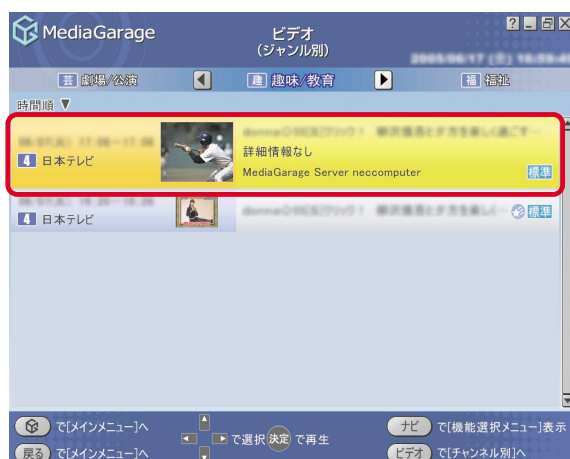 MediaGarage
ビデオ
(ジャンル別)
芸 劇場/公演
趣 趣味/教育
福 福祉
時間順 ▼
詳細情報なし
4 日本テレビ
MediaGarage Server neccomputer
標準
4 日本テレビ
標準
で[メインメニュー]へ
戻る で[メインメニュー]へ
で選択 決定 で再生
ナビ で[機能選択メニュー]表示
ビデオ で[チャンネル別]へ